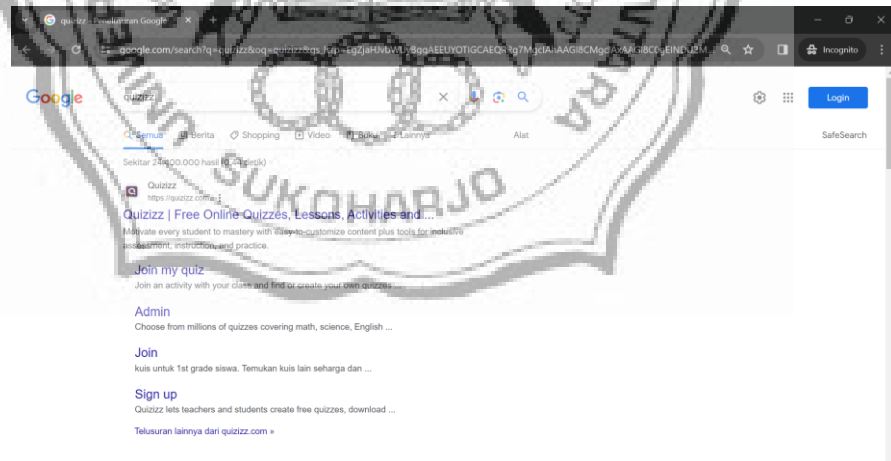 quizizz - Penelusuran Google
Incognito
Google
quizizz
Login
Semua
Berita
Shopping
Video
Buku
Lainnya
Alat
SafeSearch
Quizizz
https://quizizz.com
Quizizz | Free Online Quizzes, Lessons, Activities and ...
Motivate every student to mastery with easy-to-customize content plus tools for inclusive
assessment, instruction, and practice.
SUKOHARJO
Join my quiz
Join an activity with your class and find or create your own quizzes ...
Admin
Choose from millions of quizzes covering math, science, English ...
Join
kuis untuk 1st grade siswa. Temukan kuis lain seharga dan ...
Sign up
Quizizz lets teachers and students create free quizzes, download ...
Telusuran lainnya dari quizizz.com »